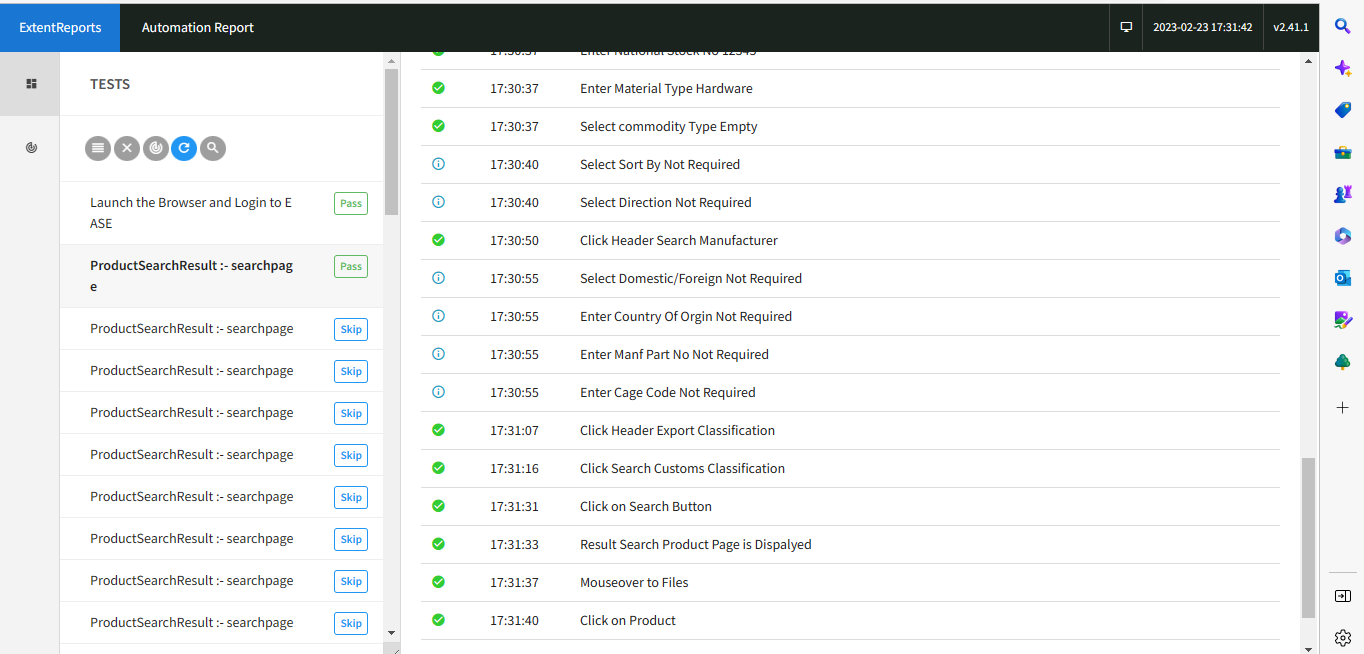 ExtentReports
Automation Report
2023-02-23 17:31:42
v2.41.1
TESTS
Launch the Browser and Login to E
ASE
Pass
ProductSearchResult :- searchpag
e
Pass
ProductSearchResult :- searchpage
Skip
ProductSearchResult :- searchpage
Skip
ProductSearchResult :- searchpage
Skip
ProductSearchResult :- searchpage
Skip
ProductSearchResult :- searchpage
Skip
ProductSearchResult :- searchpage
Skip
ProductSearchResult :- searchpage
Skip
ProductSearchResult :- searchpage
Skip
17:30:37 Enter National Stock No 12345
17:30:37 Enter Material Type Hardware
17:30:37 Select commodity Type Empty
17:30:40 Select Sort By Not Required
17:30:40 Select Direction Not Required
17:30:50 Click Header Search Manufacturer
17:30:55 Select Domestic/Foreign Not Required
17:30:55 Enter Country Of Orgin Not Required
17:30:55 Enter Manf Part No Not Required
17:30:55 Enter Cage Code Not Required
17:31:07 Click Header Export Classification
17:31:16 Click Search Customs Classification
17:31:31 Click on Search Button
17:31:33 Result Search Product Page is Dispalyed
17:31:37 Mouseover to Files
17:31:40 Click on Product